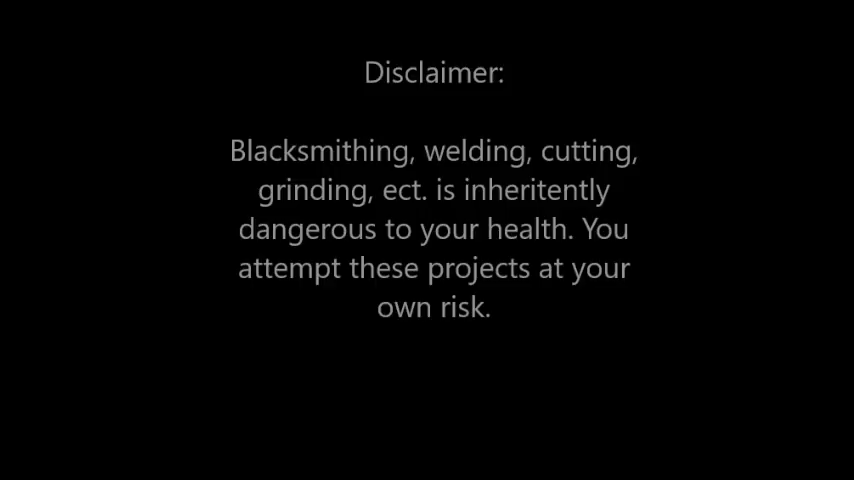 Disclaimer:
Blacksmithing, welding, cutting,
grinding, ect. is inheritently
dangerous to your health. You
attempt these projects at your
own risk.